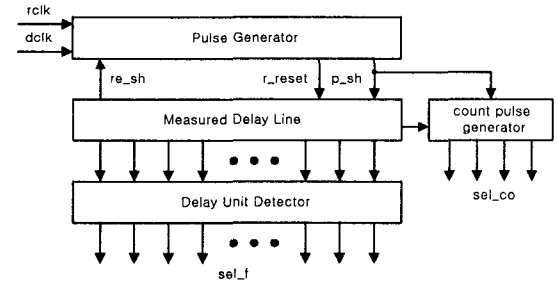 rclk
dclk
Pulse Generator
re_sh
r_reset
p_sh
Measured Delay Line
count pulse
generator
Delay Unit Detector
sel_co
sel_f